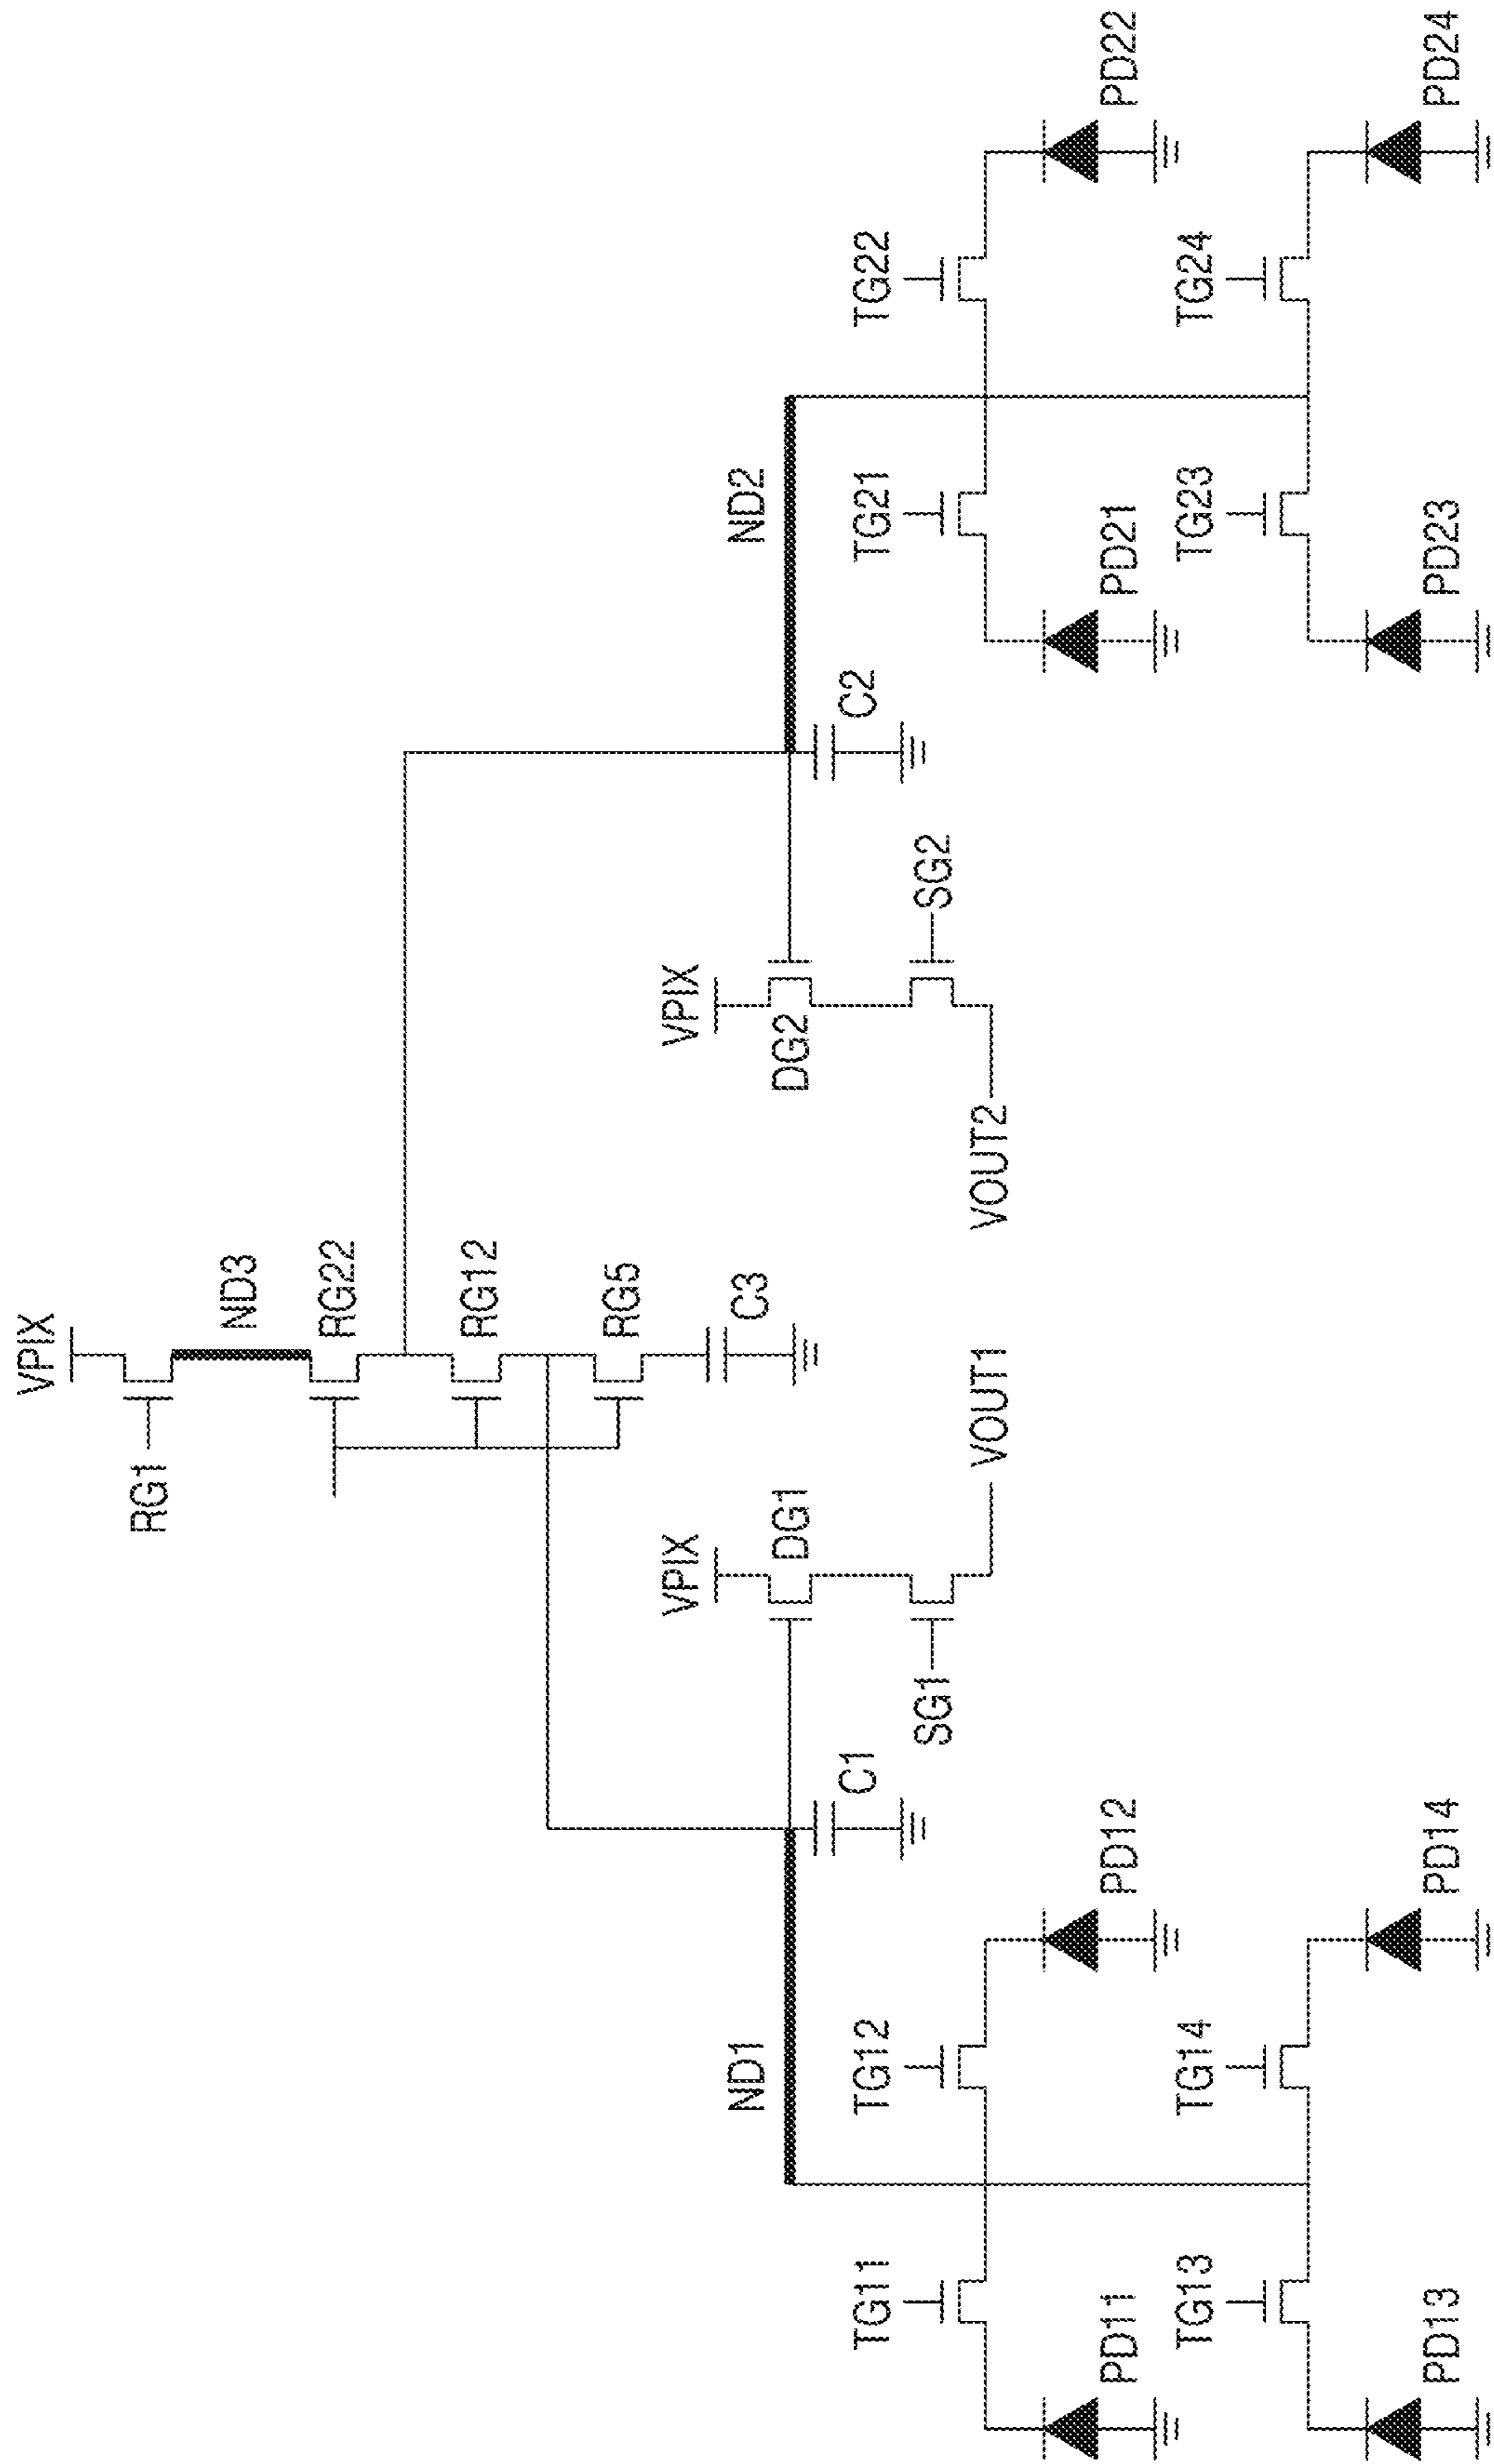 VPIX
RG1
ND3
RG22
RG12
RG5
VPIX
VPIX
ND1
C3
ND2
DG1
DG2
TG11
TG12
C1
C2
TG21
TG22
SG1
SG2
VOUT1
VOUT2
PD11
PD12
PD21
PD22
TG13
TG14
TG23
TG24
PD13
PD14
PD23
PD24